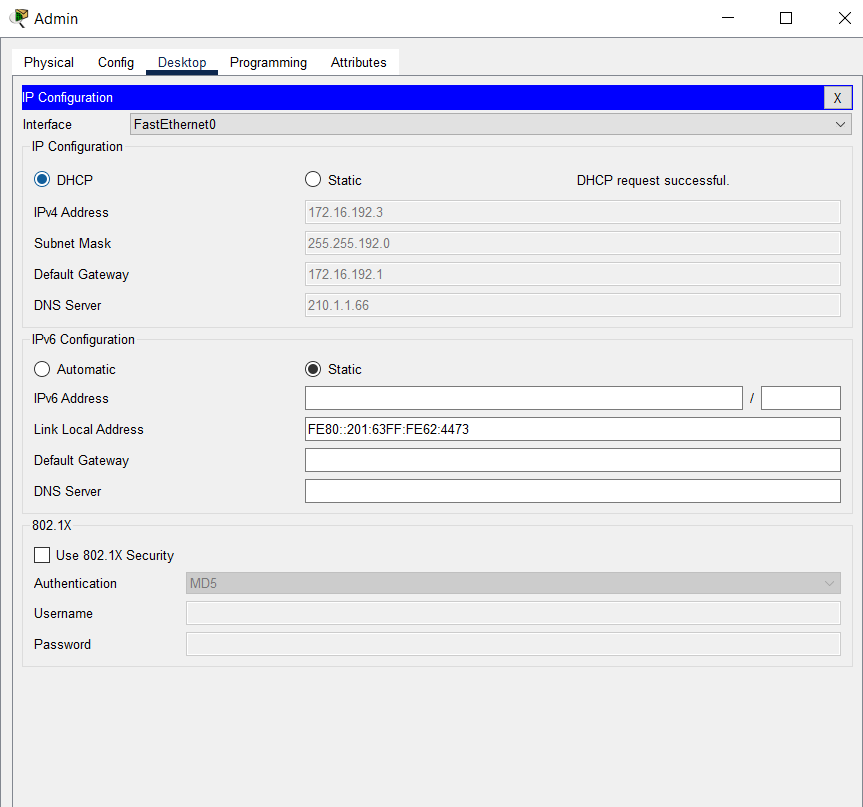 Admin
Physical Config Desktop Programming Attributes
IP Configuration X
Interface FastEthernet0
IP Configuration
DHCP Static DHCP request successful.
IPv4 Address 172.16.192.3
Subnet Mask 255.255.192.0
Default Gateway 172.16.192.1
DNS Server 210.1.1.66
IPv6 Configuration
Automatic Static
IPv6 Address /
Link Local Address FE80::201:63FF:FE62:4473
Default Gateway
DNS Server
802.1X
Use 802.1X Security
Authentication MD5
Username
Password